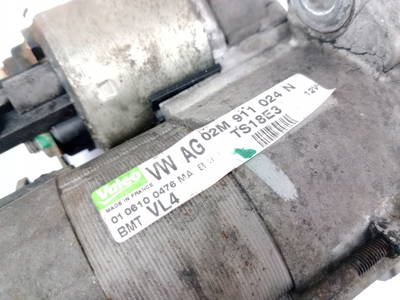 Valeo VW AG 02M 911 024 N
MADE IN FRANCE TS18E3 12V
01 0610 0476 MA
BMT VL4